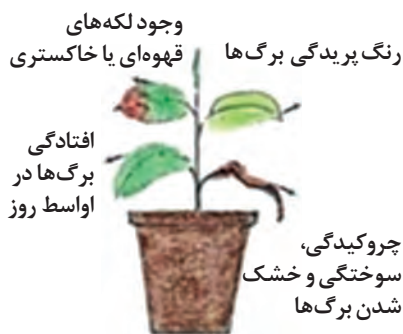 وجود لکه‌های
قهوه‌ای یا خاکستری
رنگ پریدگی برگ‌ها
افتادگی
برگ‌ها در
اواسط روز
چروکیدگی،
سوختگی و خشک
شدن برگ‌ها